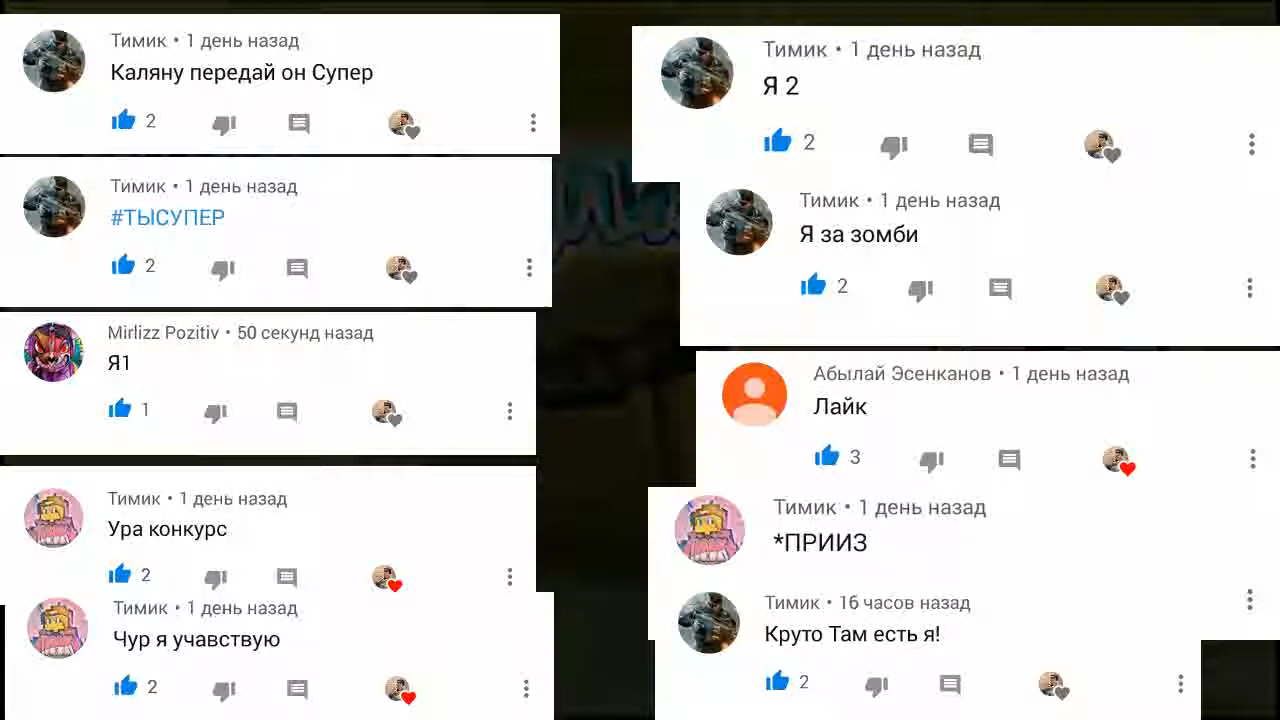 Тимик • 1 день назад
Каляну передай он Супер
2
Тимик • 1 день назад
#ТЫСУПЕР
2
Mirlizz Pozitiv • 50 секунд назад
Я1
1
Тимик • 1 день назад
Ура конкурс
2
Тимик • 1 день назад
Чур я учавствую
2
Тимик • 1 день назад
Я 2
2
Тимик • 1 день назад
Я за зомби
2
Абылай Эсенканов • 1 день назад
Лайк
3
Тимик • 1 день назад
*ПРИИЗ
Тимик • 16 часов назад
Круто Там есть я!
2